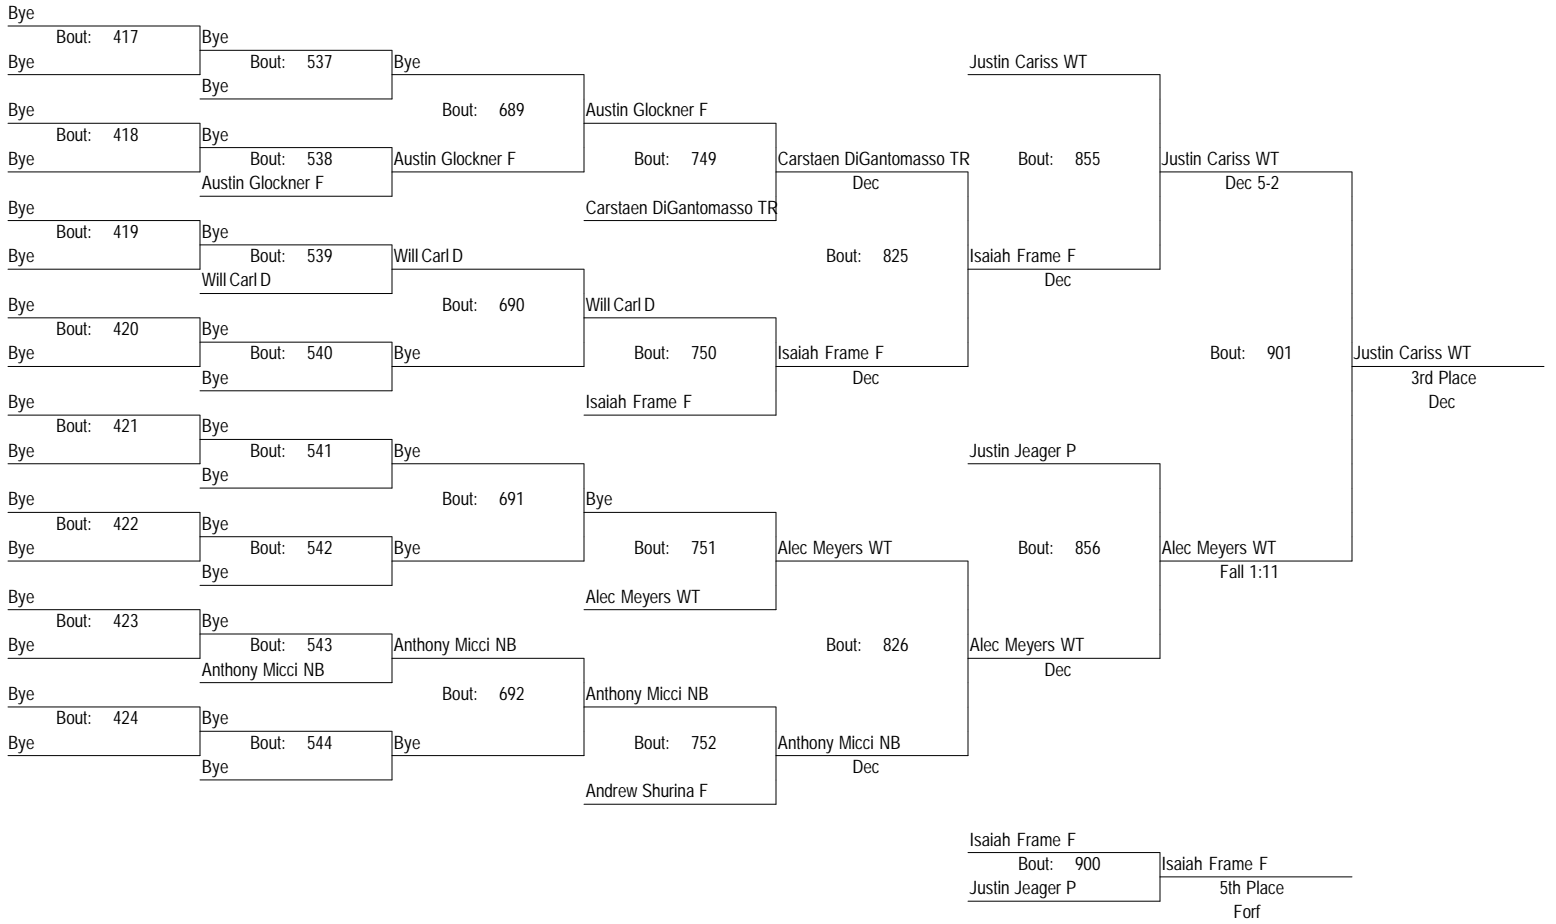 Bye
Bout: 417 Bye
Bye Bout: 537 Bye Justin Cariss WT
Bye
Bye Bout: 689 Austin Glockner F
Bout: 418 Bye
Bye Bout: 538 Austin Glockner F Bout: 749 Carstaen DiGantomasso TR Bout: 855 Justin Cariss WT
Austin Glockner F Dec Dec 5-2
Bye Carstaen DiGantomasso TR
Bout: 419 Bye
Bye Bout: 539 Will Carl D Bout: 825 Isaiah Frame F
Will Carl D Dec
Bye Bout: 690 Will Carl D
Bout: 420 Bye
Bye Bout: 540 Bye Bout: 750 Isaiah Frame F Bout: 901 Justin Cariss WT
Bye Dec 3rd Place
Bye Isaiah Frame F Dec
Bout: 421 Bye
Bye Bout: 541 Bye Justin Jeager P
Bye
Bye Bout: 691 Bye
Bout: 422 Bye
Bye Bout: 542 Bye Bout: 751 Alec Meyers WT Bout: 856 Alec Meyers WT
Bye Fall 1:11
Bye Alec Meyers WT
Bout: 423 Bye
Bye Bout: 543 Anthony Micci NB Bout: 826 Alec Meyers WT
Anthony Micci NB Dec
Bye Bout: 692 Anthony Micci NB
Bout: 424 Bye
Bye Bout: 544 Bye Bout: 752 Anthony Micci NB
Bye Dec
Andrew Shurina F
Isaiah Frame F
Bout: 900 Isaiah Frame F
Justin Jeager P 5th Place
Forf